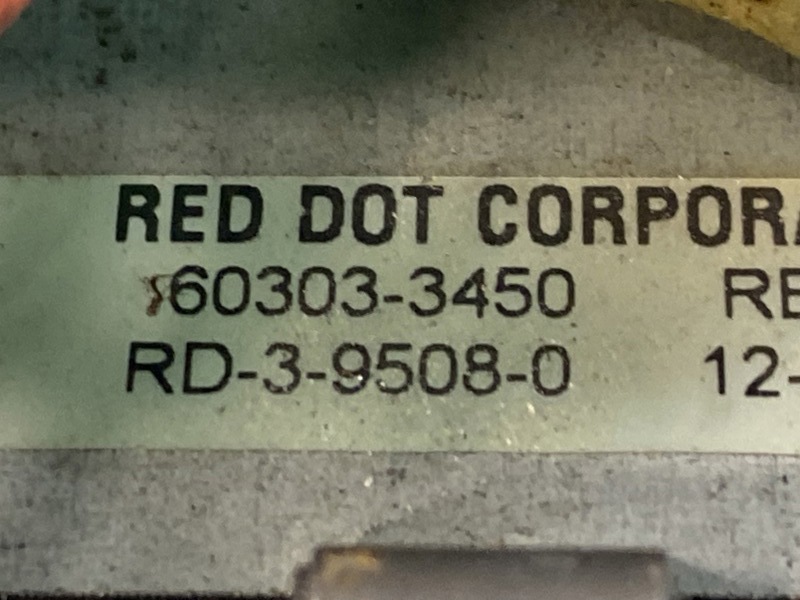 RED DOT CORPORA
60303-3450 RE
RD-3-9508-0 12-